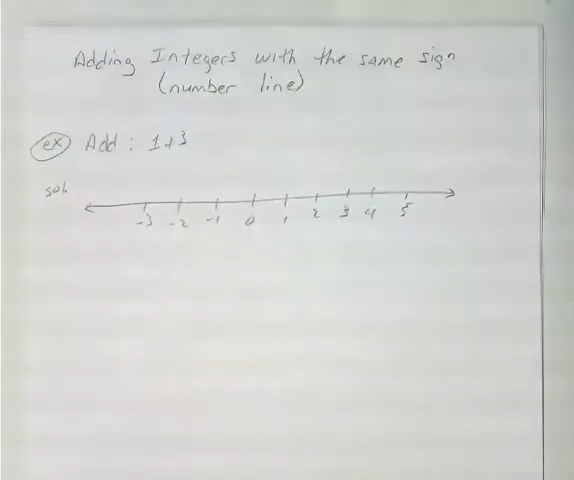 Adding Integers with the same sign
(number line)
ex Add : 1+3
sol.
-3 -2 -1 0 1 2 3 4 5